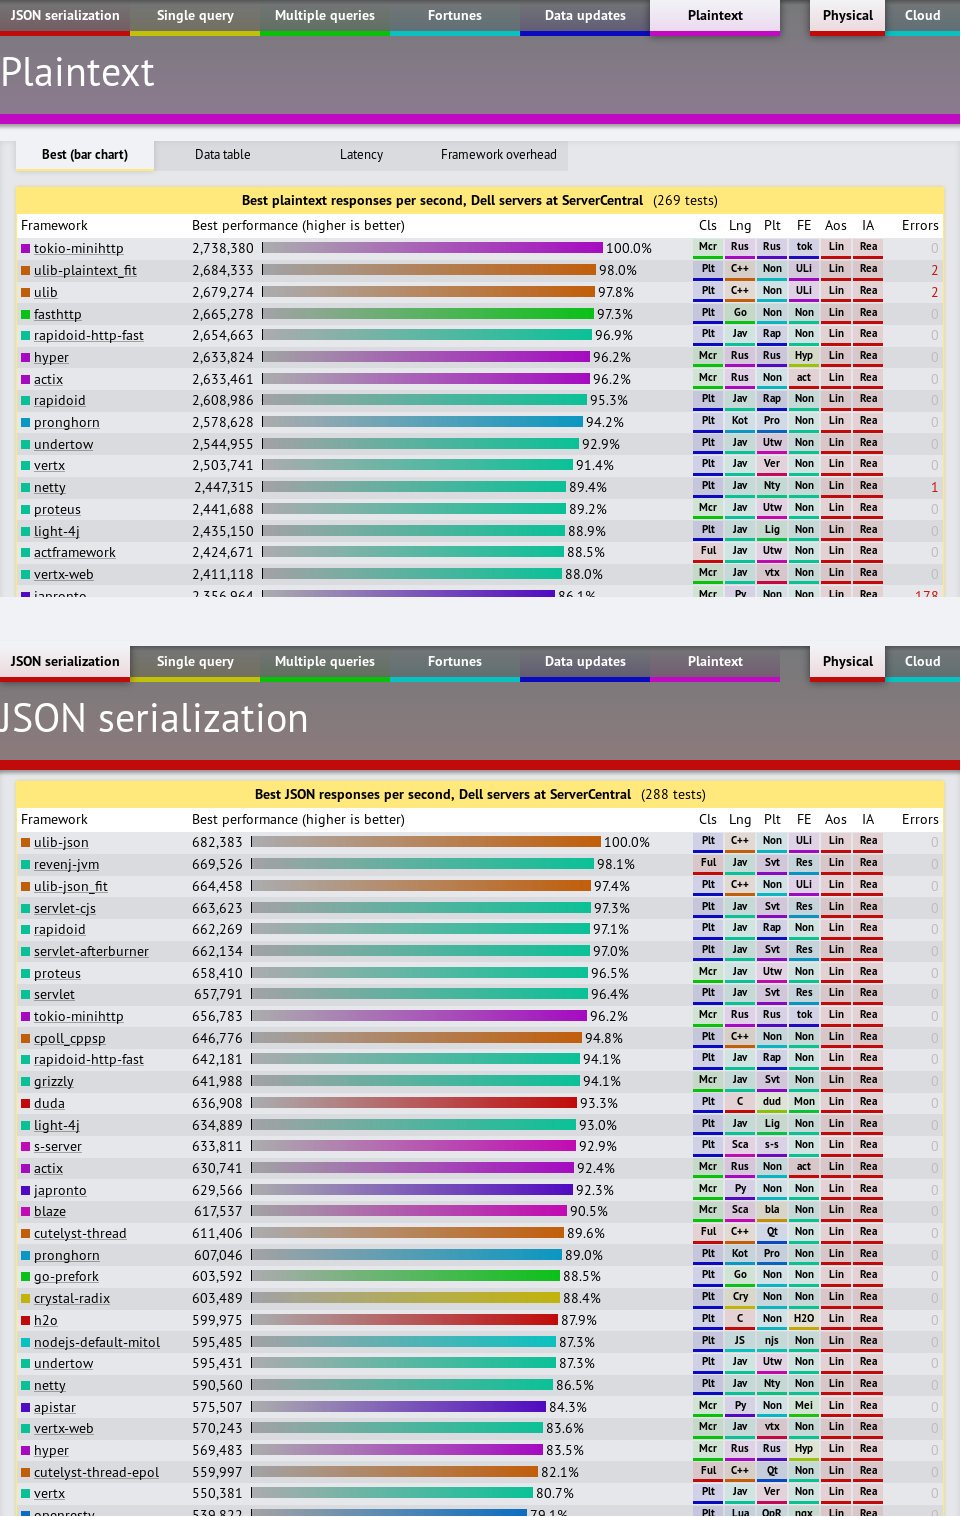 JSON serialization Single query Multiple queries Fortunes Data updates Plaintext Physical Cloud
Plaintext
Best (bar chart) Data table Latency Framework overhead
Best plaintext responses per second, Dell servers at ServerCentral (269 tests)
Framework Best performance (higher is better) Cls Lng Plt FE Aos IA Errors
tokio-minihttp 2,738,380 100.0% Mcr Rus Rus tok Lin Rea 0
ulib-plaintext_fit 2,684,333 98.0% Plt C++ Non ULi Lin Rea 2
ulib 2,679,274 97.8% Plt C++ Non ULi Lin Rea 2
fasthttp 2,665,278 97.3% Plt Go Non Non Lin Rea 0
rapidoid-http-fast 2,654,663 96.9% Plt Jav Rap Non Lin Rea 0
hyper 2,633,824 96.2% Mcr Rus Rus Hyp Lin Rea 0
actix 2,633,461 96.2% Mcr Rus Non act Lin Rea 0
rapidoid 2,608,986 95.3% Plt Jav Rap Non Lin Rea 0
pronghorn 2,578,628 94.2% Plt Kot Pro Non Lin Rea 0
undertow 2,544,955 92.9% Plt Jav Utw Non Lin Rea 0
vertx 2,503,741 91.4% Plt Jav Ver Non Lin Rea 0
netty 2,447,315 89.4% Plt Jav Nty Non Lin Rea 1
proteus 2,441,688 89.2% Mcr Jav Utw Non Lin Rea 0
light-4j 2,435,150 88.9% Plt Jav Lig Non Lin Rea 0
actframework 2,424,671 88.5% Ful Jav Utw Non Lin Rea 0
vertx-web 2,411,118 88.0% Mcr Jav vtx Non Lin Rea 0
japronto 2,356,964 86.1% Mcr Py Non Non Lin Rea 178
JSON serialization Single query Multiple queries Fortunes Data updates Plaintext Physical Cloud
JSON serialization
Best JSON responses per second, Dell servers at ServerCentral (288 tests)
Framework Best performance (higher is better) Cls Lng Plt FE Aos IA Errors
ulib-json 682,383 100.0% Plt C++ Non ULi Lin Rea 0
revenj-jvm 669,526 98.1% Ful Jav Svt Res Lin Rea 0
ulib-json_fit 664,458 97.4% Plt C++ Non ULi Lin Rea 0
servlet-cjs 663,623 97.3% Plt Jav Svt Res Lin Rea 0
rapidoid 662,269 97.1% Plt Jav Rap Non Lin Rea 0
servlet-afterburner 662,134 97.0% Plt Jav Svt Res Lin Rea 0
proteus 658,410 96.5% Mcr Jav Utw Non Lin Rea 0
servlet 657,791 96.4% Plt Jav Svt Res Lin Rea 0
tokio-minihttp 656,783 96.2% Mcr Rus Rus tok Lin Rea 0
cpoll_cppsp 646,776 94.8% Plt C++ Non Non Lin Rea 0
rapidoid-http-fast 642,181 94.1% Plt Jav Rap Non Lin Rea 0
grizzly 641,988 94.1% Mcr Jav Svt Non Lin Rea 0
duda 636,908 93.3% Plt C dud Mon Lin Rea 0
light-4j 634,889 93.0% Plt Jav Lig Non Lin Rea 0
s-server 633,811 92.9% Plt Sca s-s Non Lin Rea 0
actix 630,741 92.4% Mcr Rus Non act Lin Rea 0
japronto 629,566 92.3% Mcr Py Non Non Lin Rea 0
blaze 617,537 90.5% Mcr Sca bla Non Lin Rea 0
cutelyst-thread 611,406 89.6% Ful C++ Qt Non Lin Rea 0
pronghorn 607,046 89.0% Plt Kot Pro Non Lin Rea 0
go-prefork 603,592 88.5% Plt Go Non Non Lin Rea 0
crystal-radix 603,489 88.4% Plt Cry Non Non Lin Rea 0
h2o 599,975 87.9% Plt C Non H2O Lin Rea 0
nodejs-default-mitol 595,485 87.3% Plt JS njs Non Lin Rea 0
undertow 595,431 87.3% Plt Jav Utw Non Lin Rea 0
netty 590,560 86.5% Plt Jav Nty Non Lin Rea 0
apistar 575,507 84.3% Mcr Py Non Mei Lin Rea 0
vertx-web 570,243 83.6% Mcr Jav vtx Non Lin Rea 0
hyper 569,483 83.5% Mcr Rus Rus Hyp Lin Rea 0
cutelyst-thread-epol 559,997 82.1% Ful C++ Qt Non Lin Rea 0
vertx 550,381 80.7% Plt Jav Ver Non Lin Rea 0
openresty 539,822 79.1% Plt Lua OpR ngx Lin Rea 0